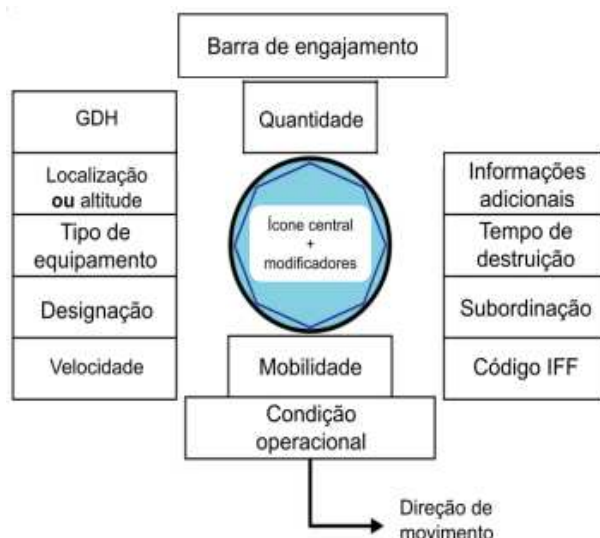 Barra de engajamento
GDH
Quantidade
Localização
ou altitude
Informações
adicionais
Ícone central
+
modificadores
Tipo de
equipamento
Tempo de
destruição
Designação
Subordinação
Velocidade
Mobilidade
Código IFF
Condição
operacional
Direção de
movimento